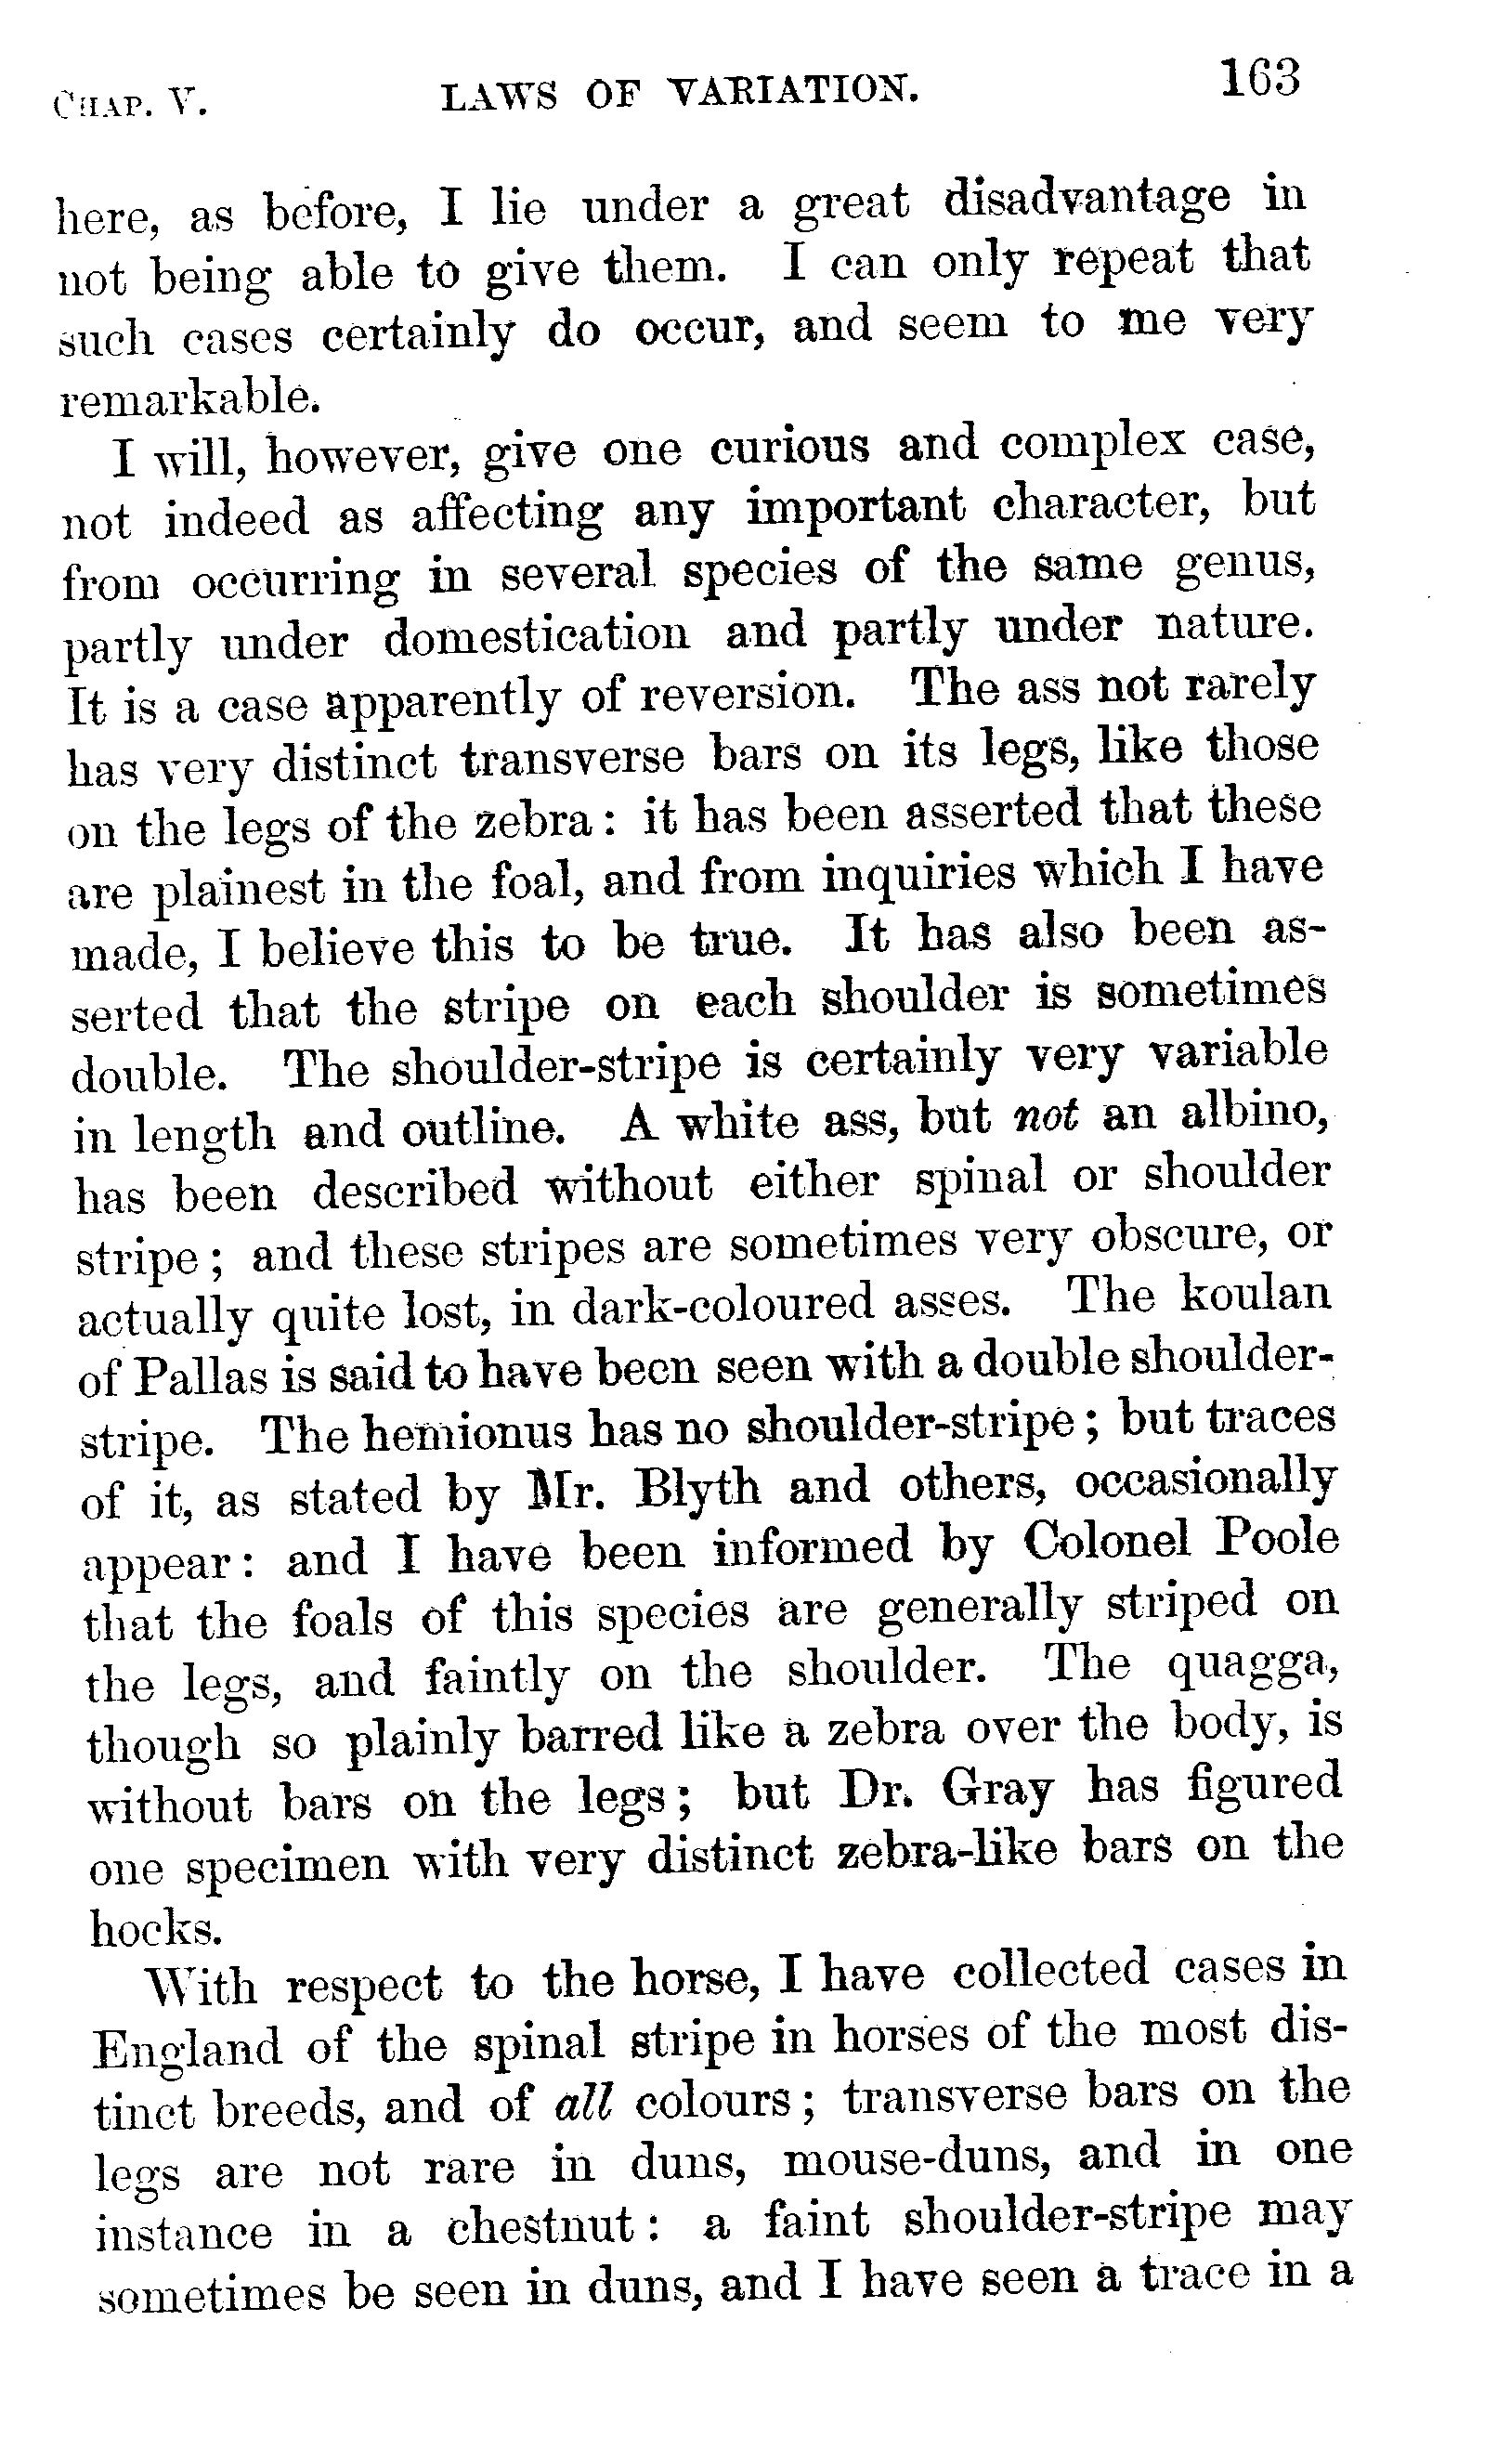 CHAP. V. LAWS OF VARIATION. 163
here, as before, I lie under a great disadvantage in
not being able to give them. I can only repeat that
such cases certainly do occur, and seem to me very
remarkable.
I will, however, give one curious and complex case,
not indeed as affecting any important character, but
from occurring in several species of the same genus,
partly under domestication and partly under nature.
It is a case apparently of reversion. The ass not rarely
has very distinct transverse bars on its legs, like those
on the legs of the zebra: it has been asserted that these
are plainest in the foal, and from inquiries which I have
made, I believe this to be true. It has also been as-
serted that the stripe on each shoulder is sometimes
double. The shoulder-stripe is certainly very variable
in length and outline. A white ass, but not an albino,
has been described without either spinal or shoulder
stripe; and these stripes are sometimes very obscure, or
actually quite lost, in dark-coloured asses. The koulan
of Pallas is said to have been seen with a double shoulder-
stripe. The hemionus has no shoulder-stripe; but traces
of it, as stated by Mr. Blyth and others, occasionally
appear: and I have been informed by Colonel Poole
that the foals of this species are generally striped on
the legs, and faintly on the shoulder. The quagga,
though so plainly barred like a zebra over the body, is
without bars on the legs; but Dr. Gray has figured
one specimen with very distinct zebra-like bars on the
hocks.
With respect to the horse, I have collected cases in
England of the spinal stripe in horses of the most dis-
tinct breeds, and of all colours; transverse bars on the
legs are not rare in duns, mouse-duns, and in one
instance in a chestnut: a faint shoulder-stripe may
sometimes be seen in duns, and I have seen a trace in a